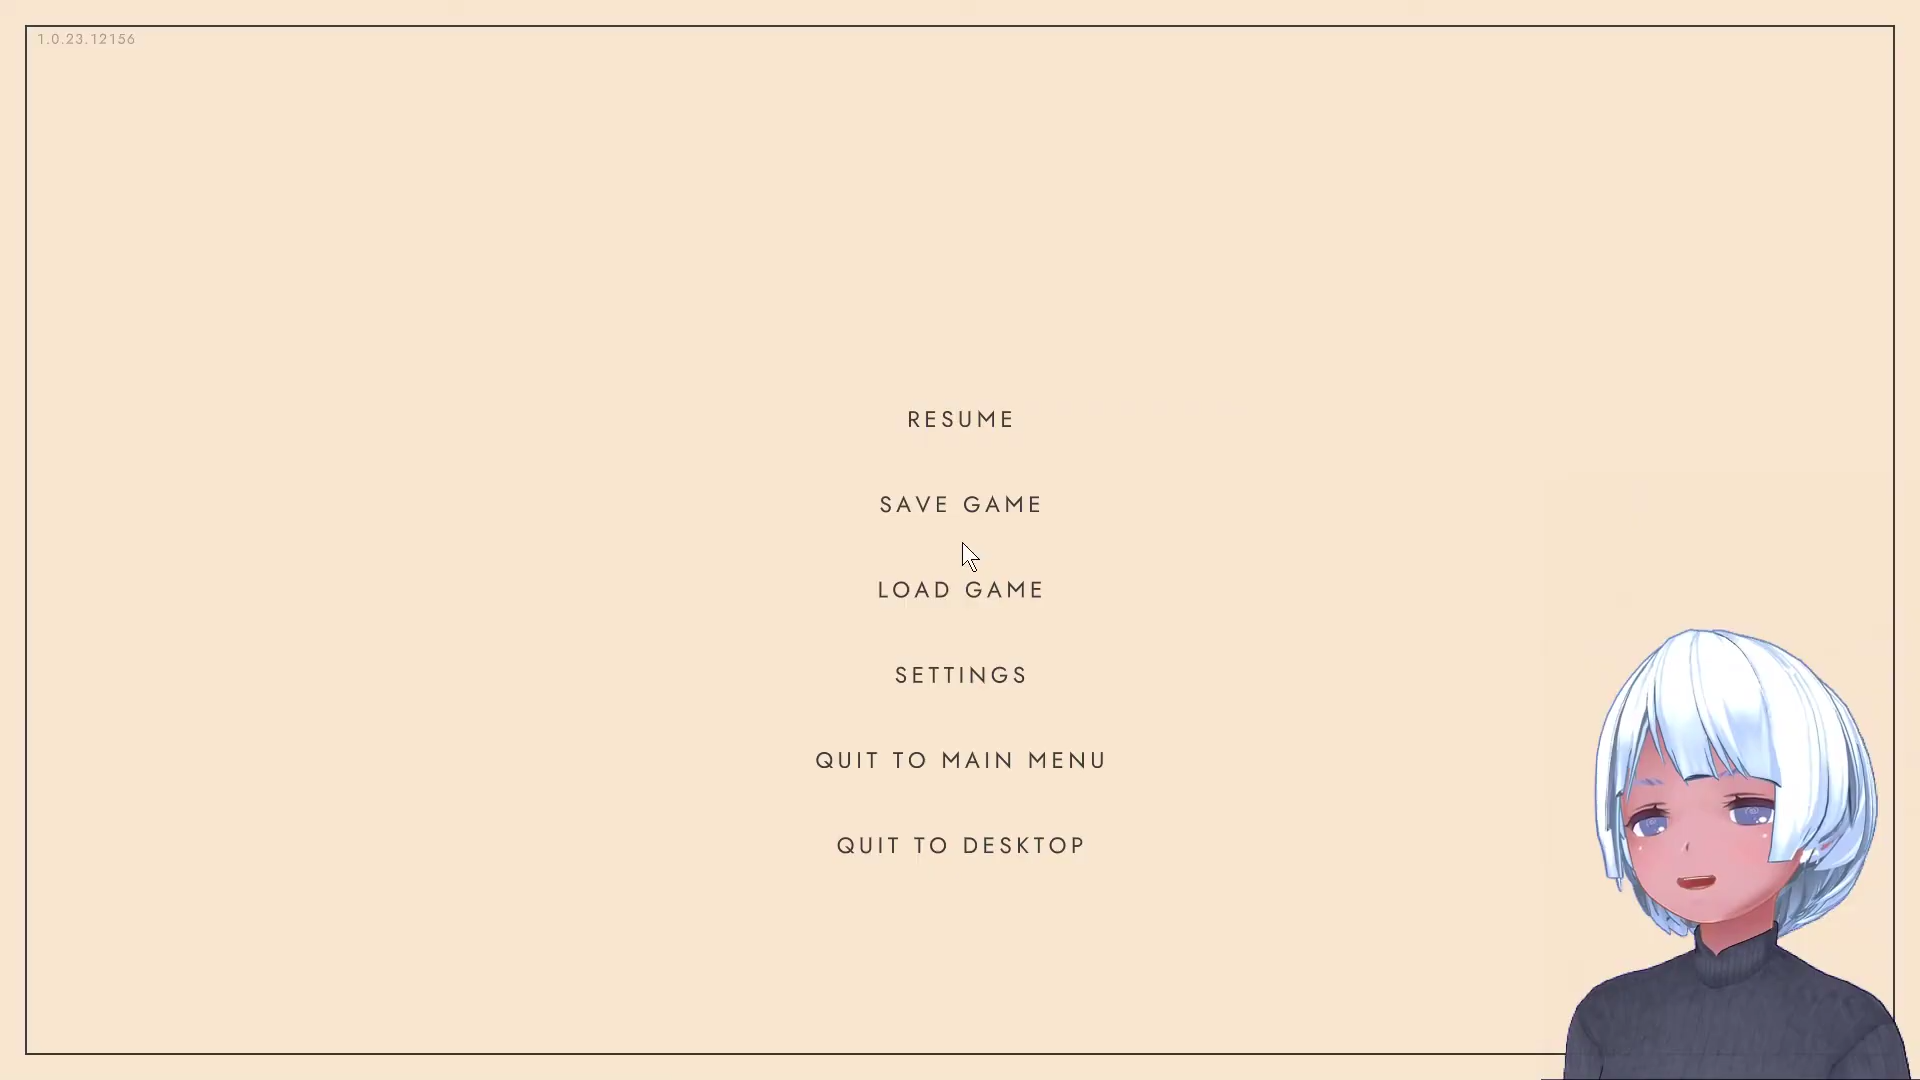 1.0.23.12156
RESUME
SAVE GAME
LOAD GAME
SETTINGS
QUIT TO MAIN MENU
QUIT TO DESKTOP